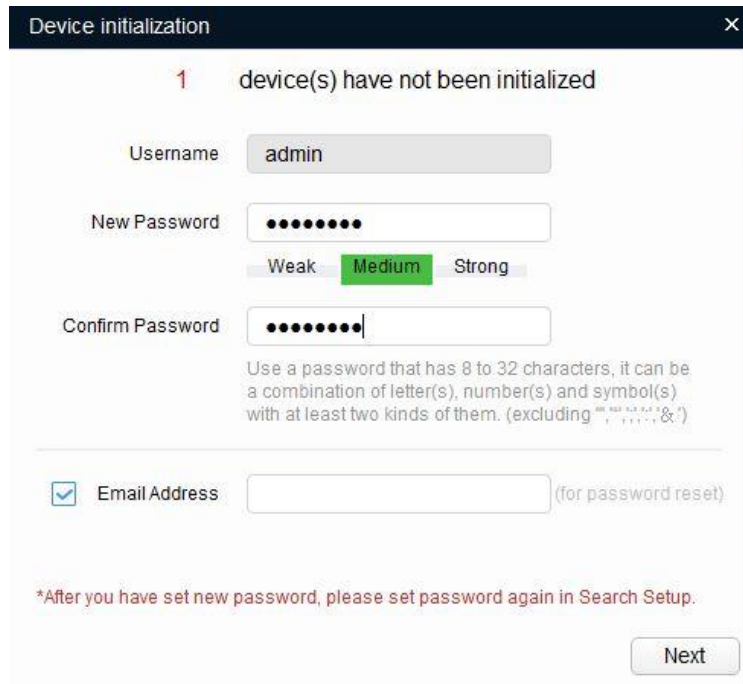 Device initialization
1 device(s) have not been initialized
Username admin
New Password ●●●●●●●●
Weak Medium Strong
Confirm Password ●●●●●●●●
Use a password that has 8 to 32 characters, it can be
a combination of letter(s), number(s) and symbol(s)
with at least two kinds of them. (excluding '&')
Email Address (for password reset)
*After you have set new password, please set password again in Search Setup.
Next